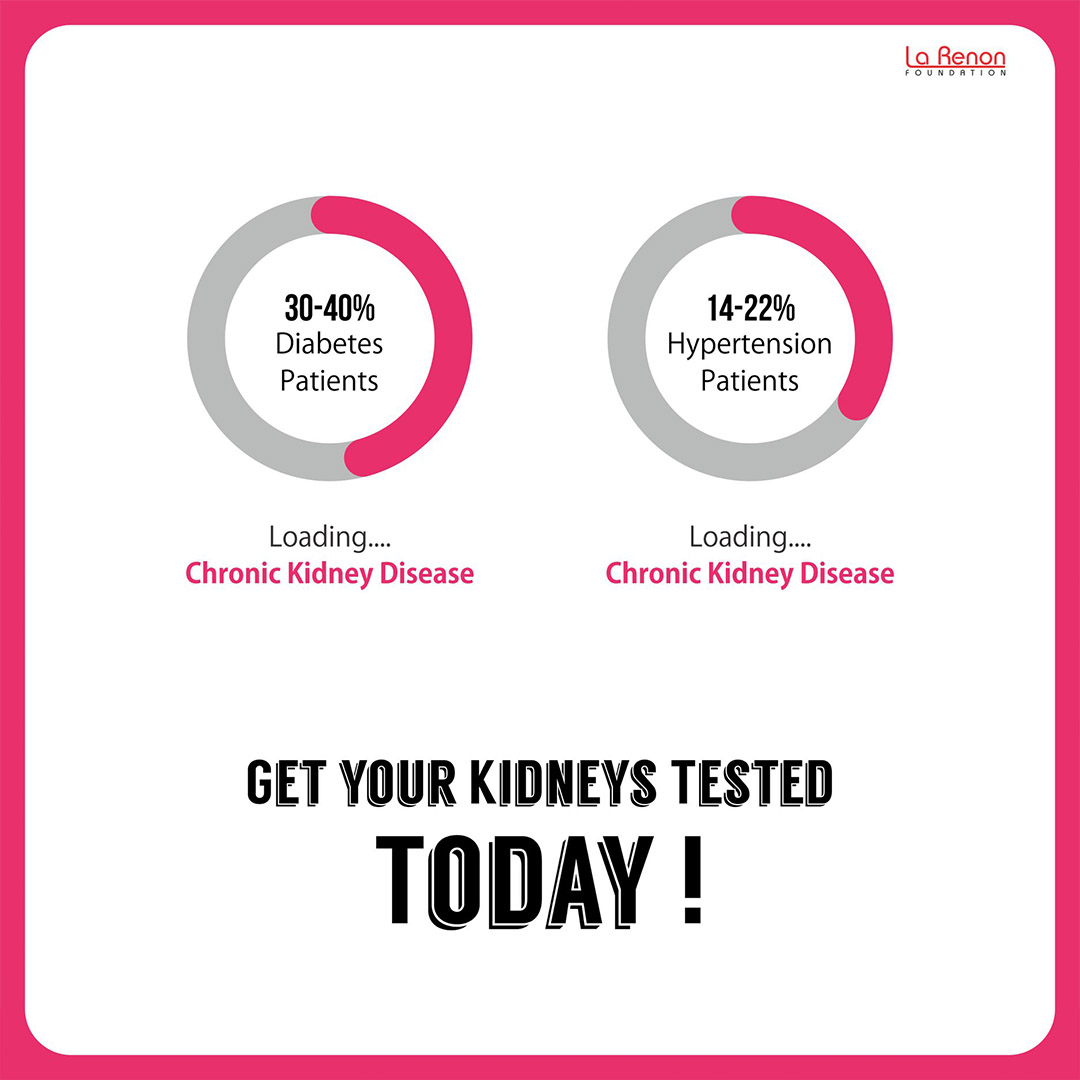 La Renon
FOUNDATION
30-40%
Diabetes
Patients
Loading....
Chronic Kidney Disease
14-22%
Hypertension
Patients
Loading....
Chronic Kidney Disease
GET YOUR KIDNEYS TESTED
TODAY !